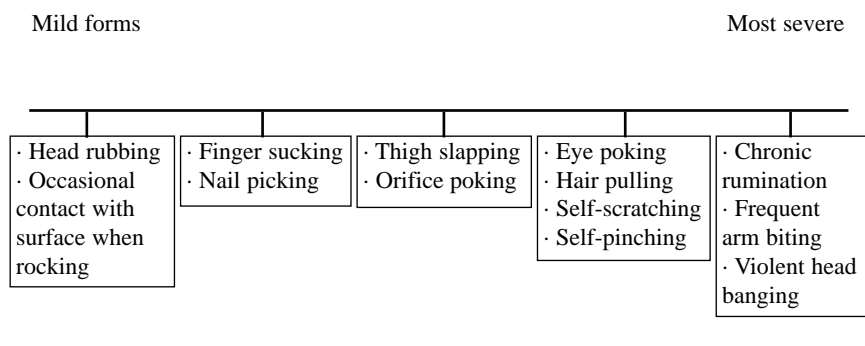 Mild forms
Most severe
· Head rubbing
· Occasional
contact with
surface when
rocking
· Finger sucking
· Nail picking
· Thigh slapping
· Orifice poking
· Eye poking
· Hair pulling
· Self-scratching
· Self-pinching
· Chronic
rumination
· Frequent
arm biting
· Violent head
banging